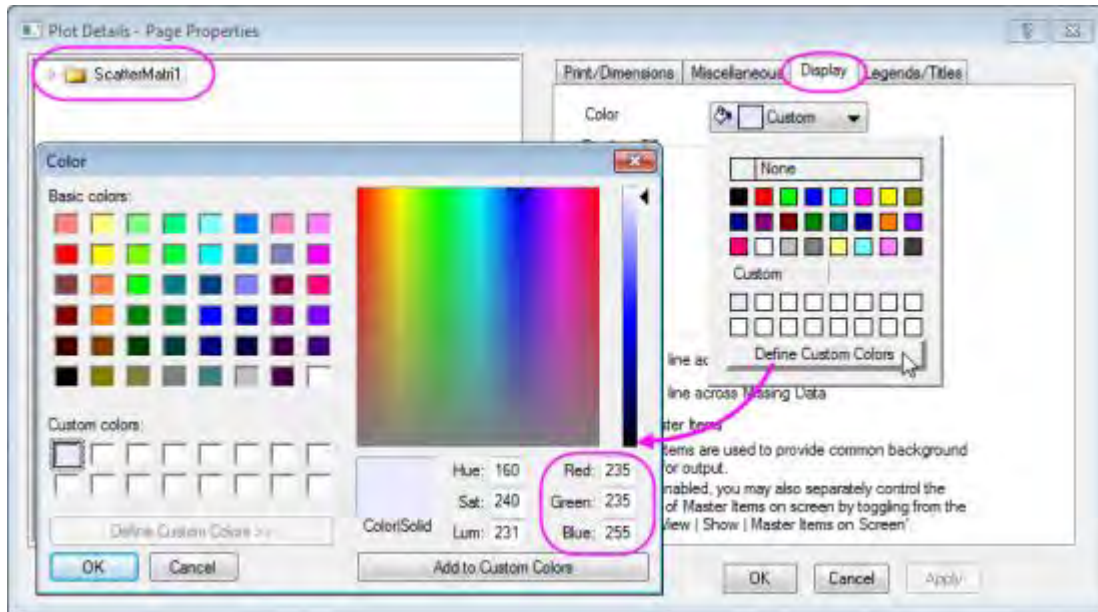 Plot Details - Page Properties
ScatterMatri1
Print/Dimensions Miscellaneous Display Legends/Titles
Color Custom
None
Custom
Define Custom Colors
line ac
line across Missing Data
ster Items
tems are used to provide common background
or output.
nabled, you may also separately control the
of Master Items on screen by toggling from the
View | Show | Master Items on Screen'
OK Cancel Apply
Color
Basic colors:
Custom colors:
Define Custom Colors >>
OK Cancel
Color|Solid
Hue: 160 Red: 235
Sat: 240 Green: 235
Lum: 231 Blue: 255
Add to Custom Colors